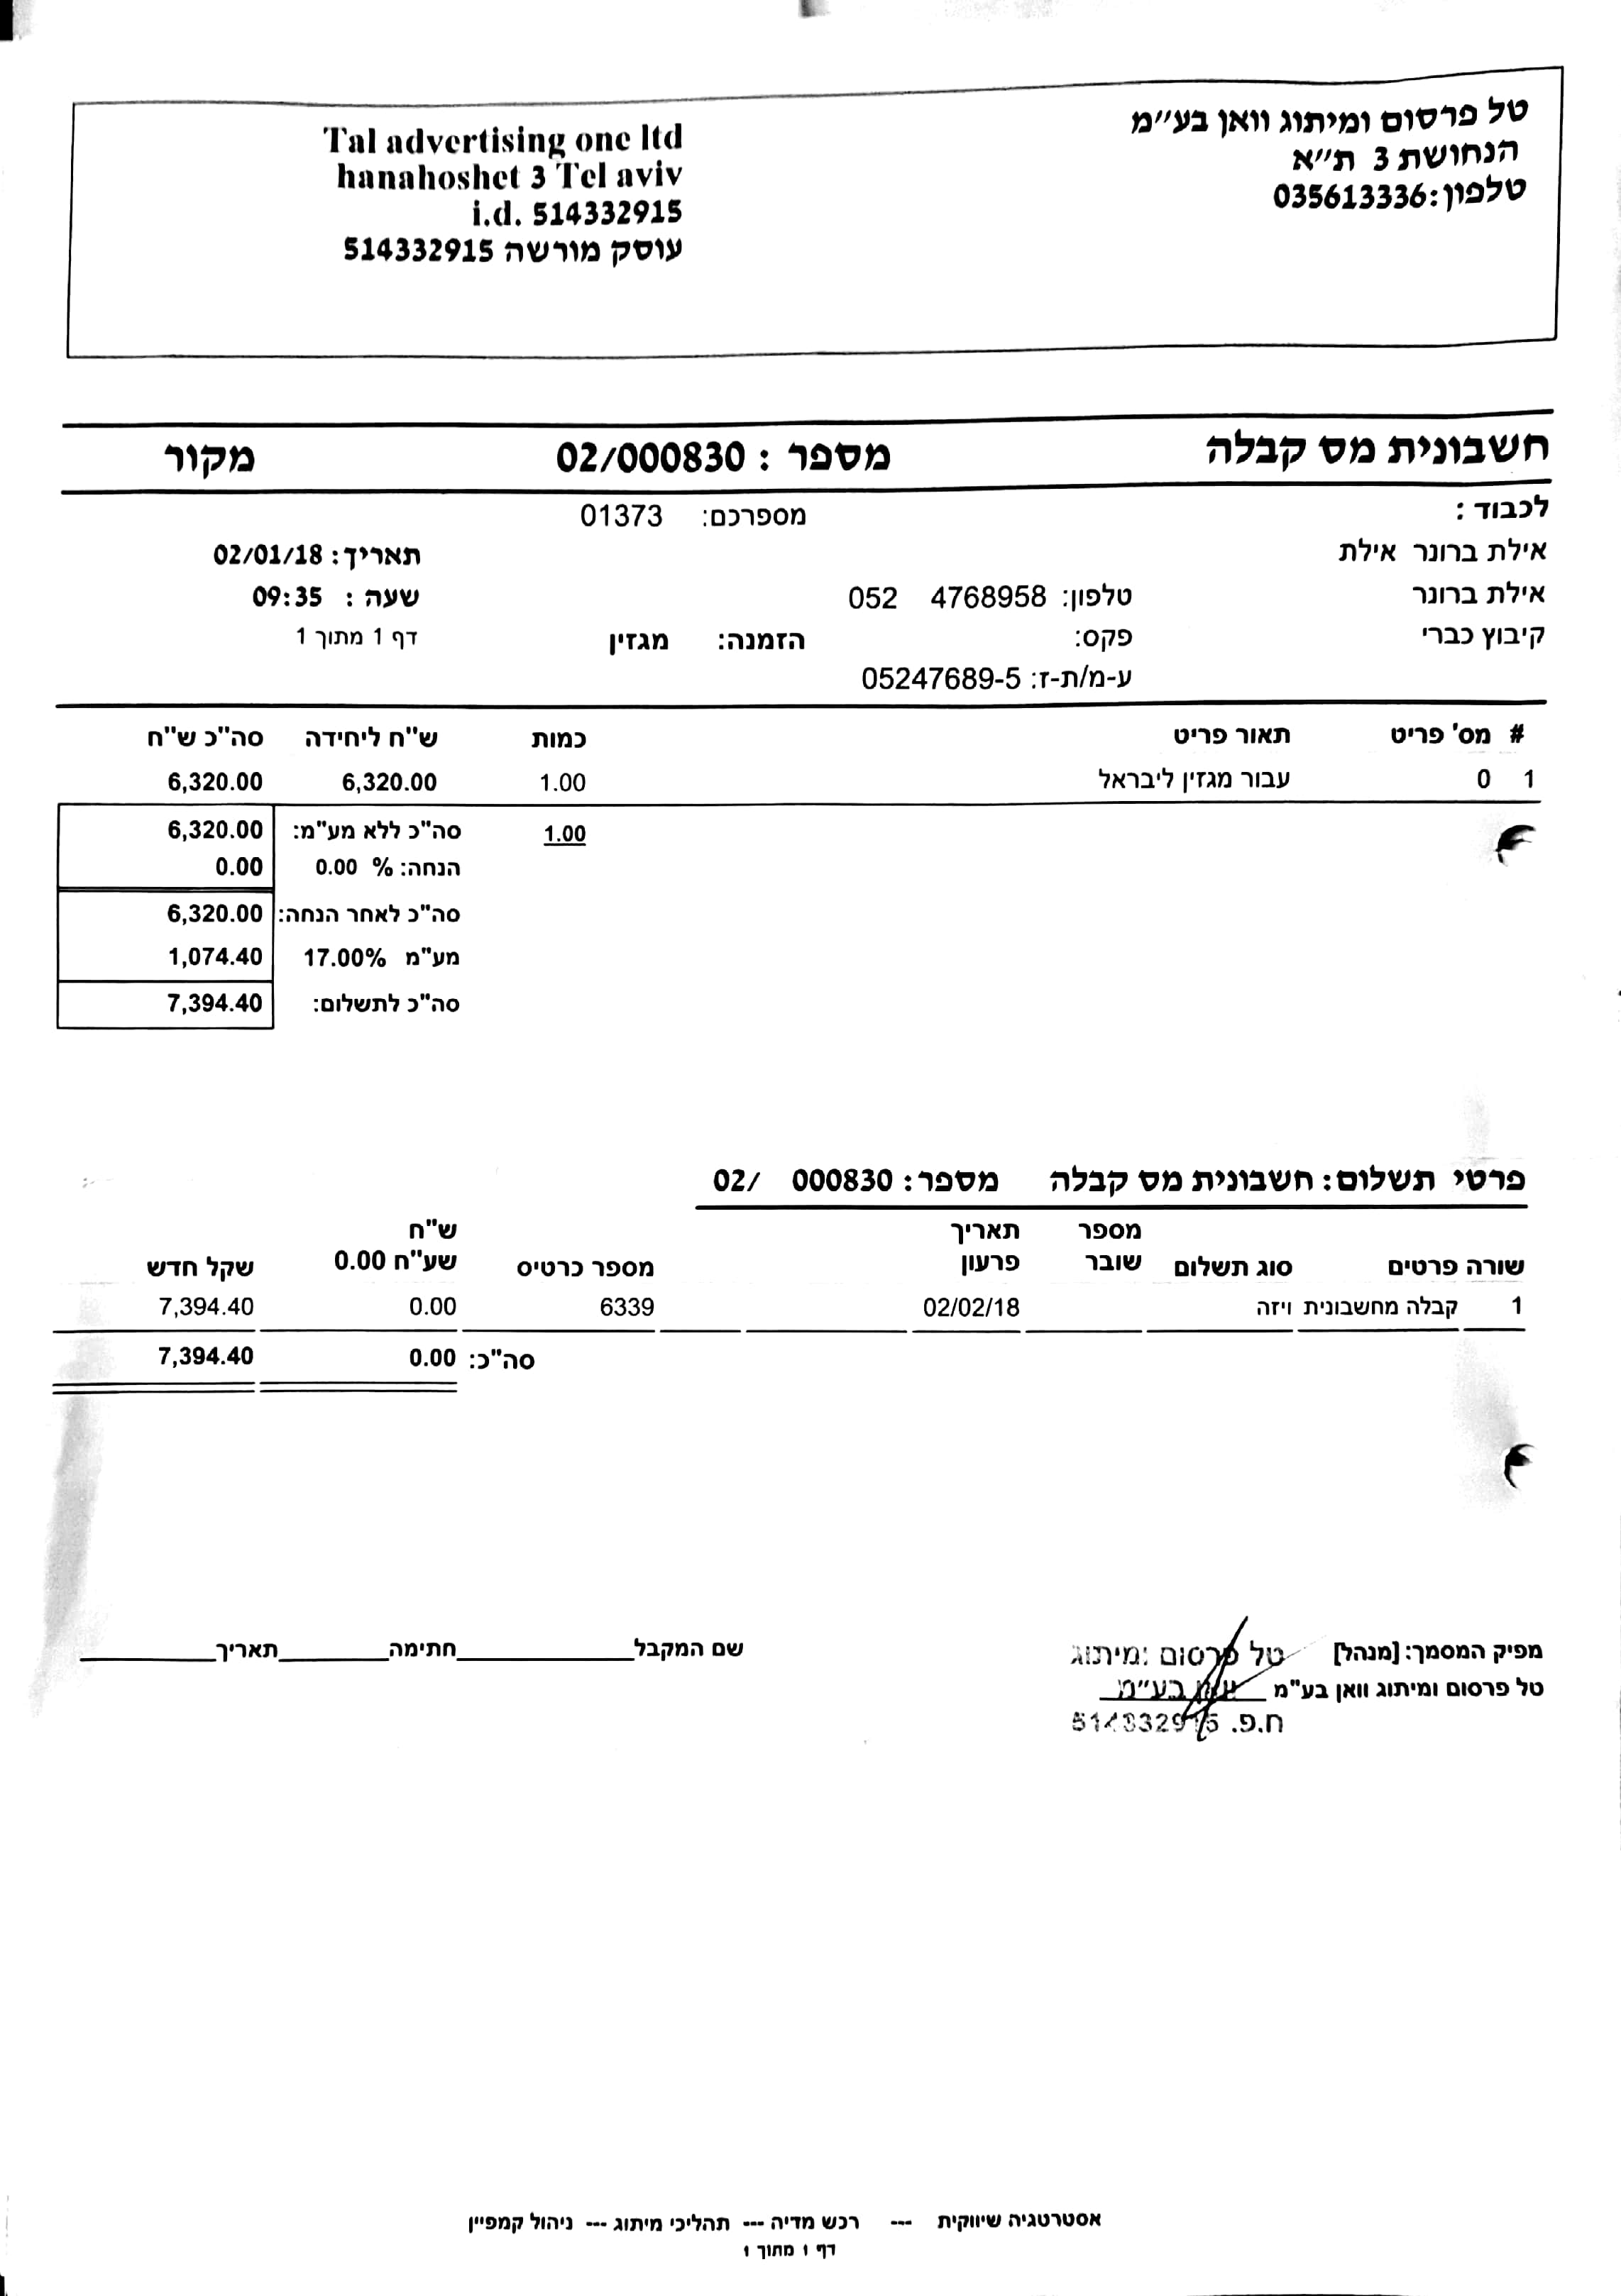 טל פרסום ומיתוג וואן בע״מ
הנחושת 3 ת״א
טלפון:035613336
Tal advertising one ltd
hanahoshet 3 Tel aviv
i.d. 514332915
עוסק מורשה 514332915
חשבונית מס קבלה מספר : 02/000830 מקור
לכבוד : מספרכם: 01373
אילת ברונר אילת תאריך: 02/01/18
אילת ברונר טלפון: 052 4768958 שעה : 09:35
קיבוץ כברי פקס: הזמנה: מגזין דף 1 מתוך 1
ע-מ/ת-ז: 05247689-5
# מס' פריט תאור פריט כמות ש"ח ליחידה סה"כ ש"ח
1 0 עבור מגזין ליבראל 1.00 6,320.00 6,320.00
1.00 סה"כ ללא מע"מ: 6,320.00
הנחה: % 0.00 0.00
סה"כ לאחר הנחה: 6,320.00
מע"מ 17.00% 1,074.40
סה"כ לתשלום: 7,394.40
פרטי תשלום: חשבונית מס קבלה מספר: 000830 /02
מספר תאריך ש"ח
שורה פרטים סוג תשלום שובר פרעון מספר כרטיס שע"ח 0.00 שקל חדש
1 קבלה מחשבונית ויזה 02/02/18 6339 0.00 7,394.40
סה"כ: 0.00 7,394.40
מפיק המסמך: [מנהל] טל פרסום ומיתוג שם המקבל______ חתימה______ תאריך______
טל פרסום ומיתוג וואן בע"מ בע״מ
ח.פ. 514332915
אסטרטגיה שיווקית --- רכש מדיה --- תהליכי מיתוג --- ניהול קמפיין
דף 1 מתוך 1